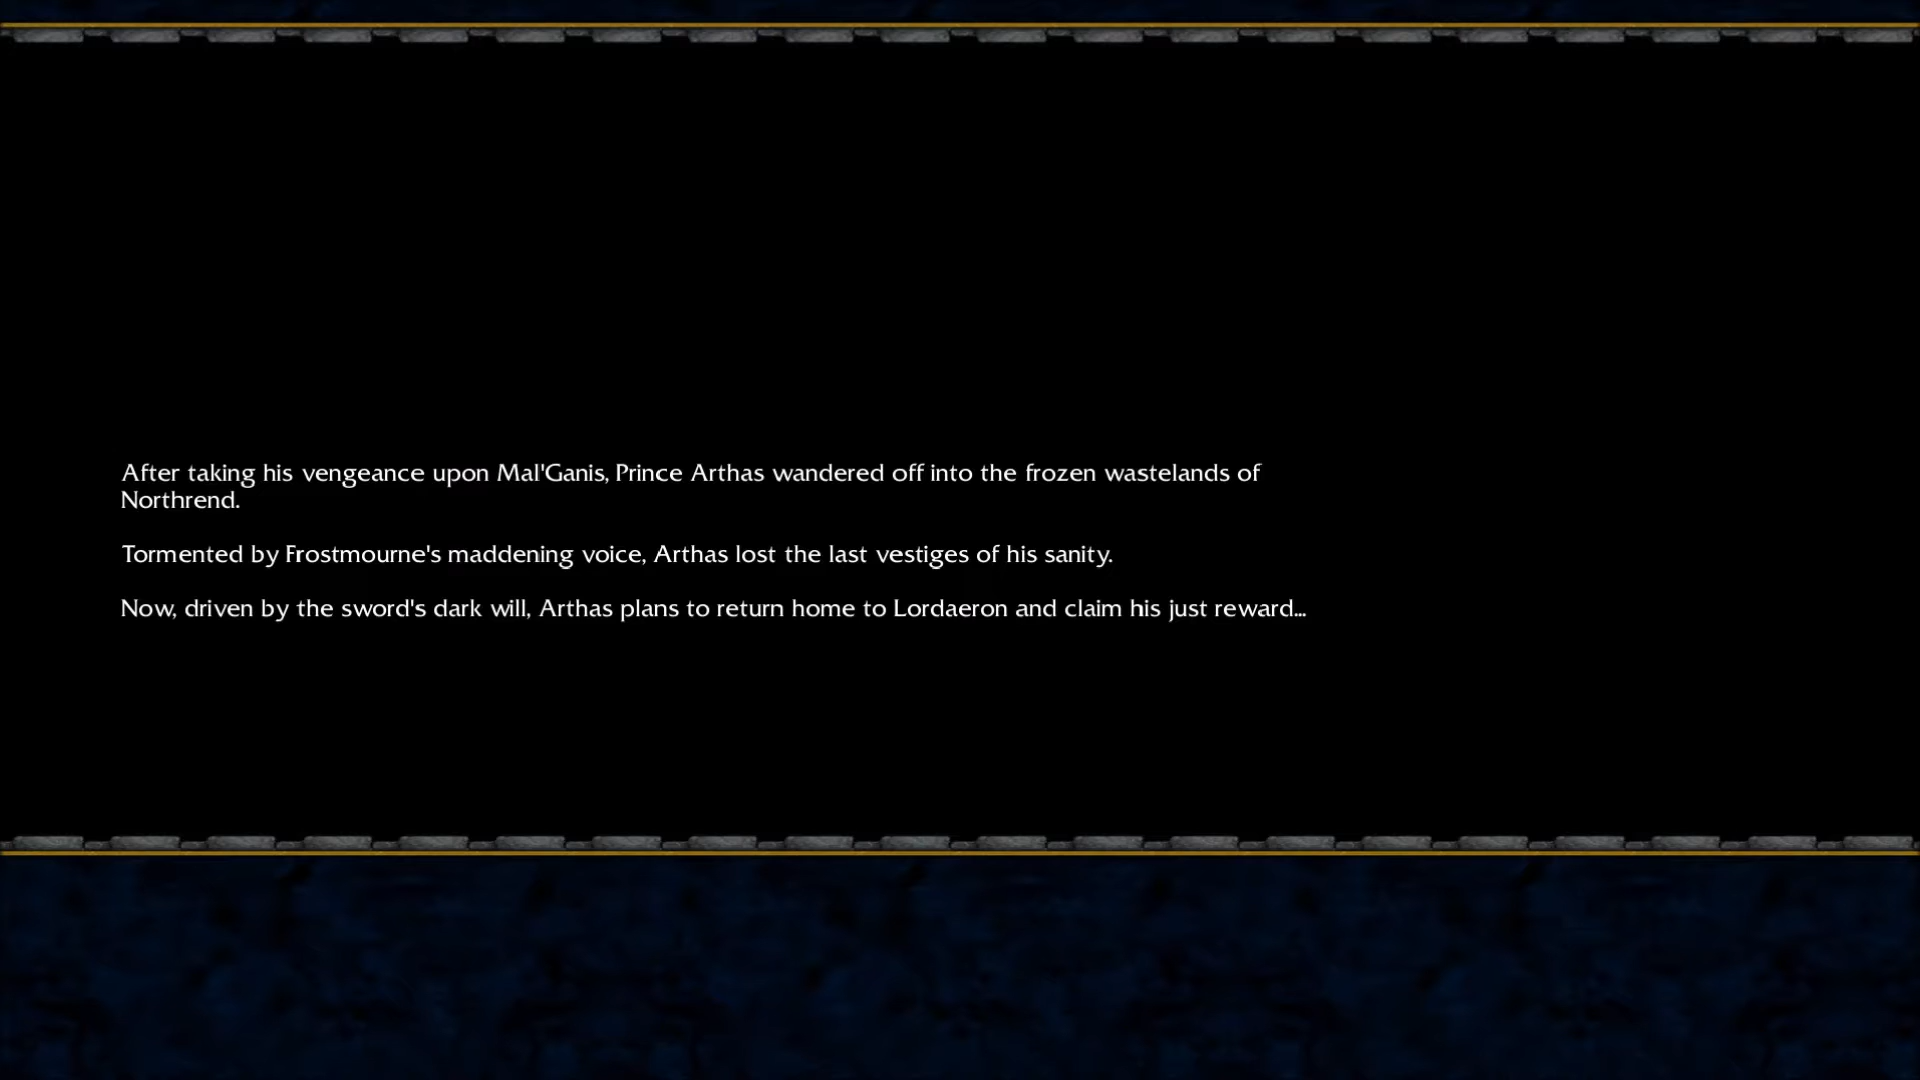 After taking his vengeance upon Mal'Ganis, Prince Arthas wandered off into the frozen wastelands of
Northrend.
Tormented by Frostmourne's maddening voice, Arthas lost the last vestiges of his sanity.
Now, driven by the sword's dark will, Arthas plans to return home to Lordaeron and claim his just reward...